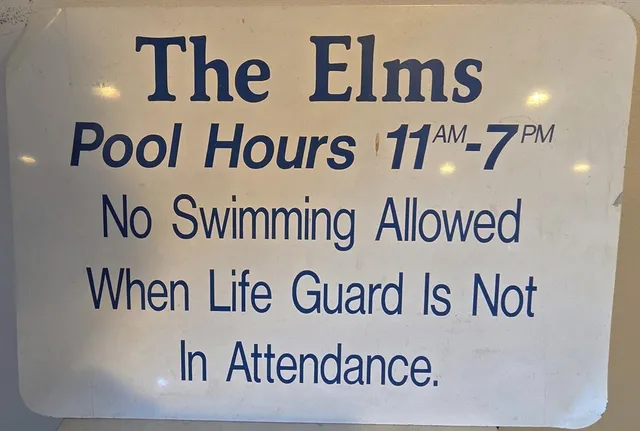 The Elms
Pool Hours 11AM-7PM
No Swimming Allowed
When Life Guard Is Not
In Attendance.